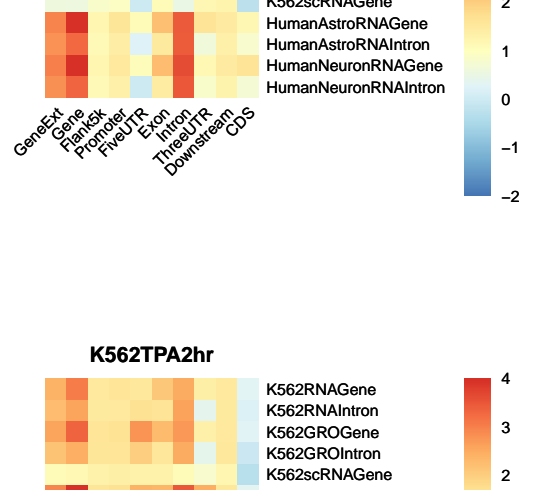 K562scRNAGene
2
HumanAstroRNAGene
HumanAstroRNAIntron
1
HumanNeuronRNAGene
HumanNeuronRNAIntron
0
−1
−2
GeneExt
Gene
Flank5k
Promoter
FiveUTR
Exon
Intron
ThreeUTR
Downstream
CDS
K562TPA2hr
K562RNAGene
4
K562RNAIntron
K562GROGene
3
K562GROIntron
K562scRNAGene
2